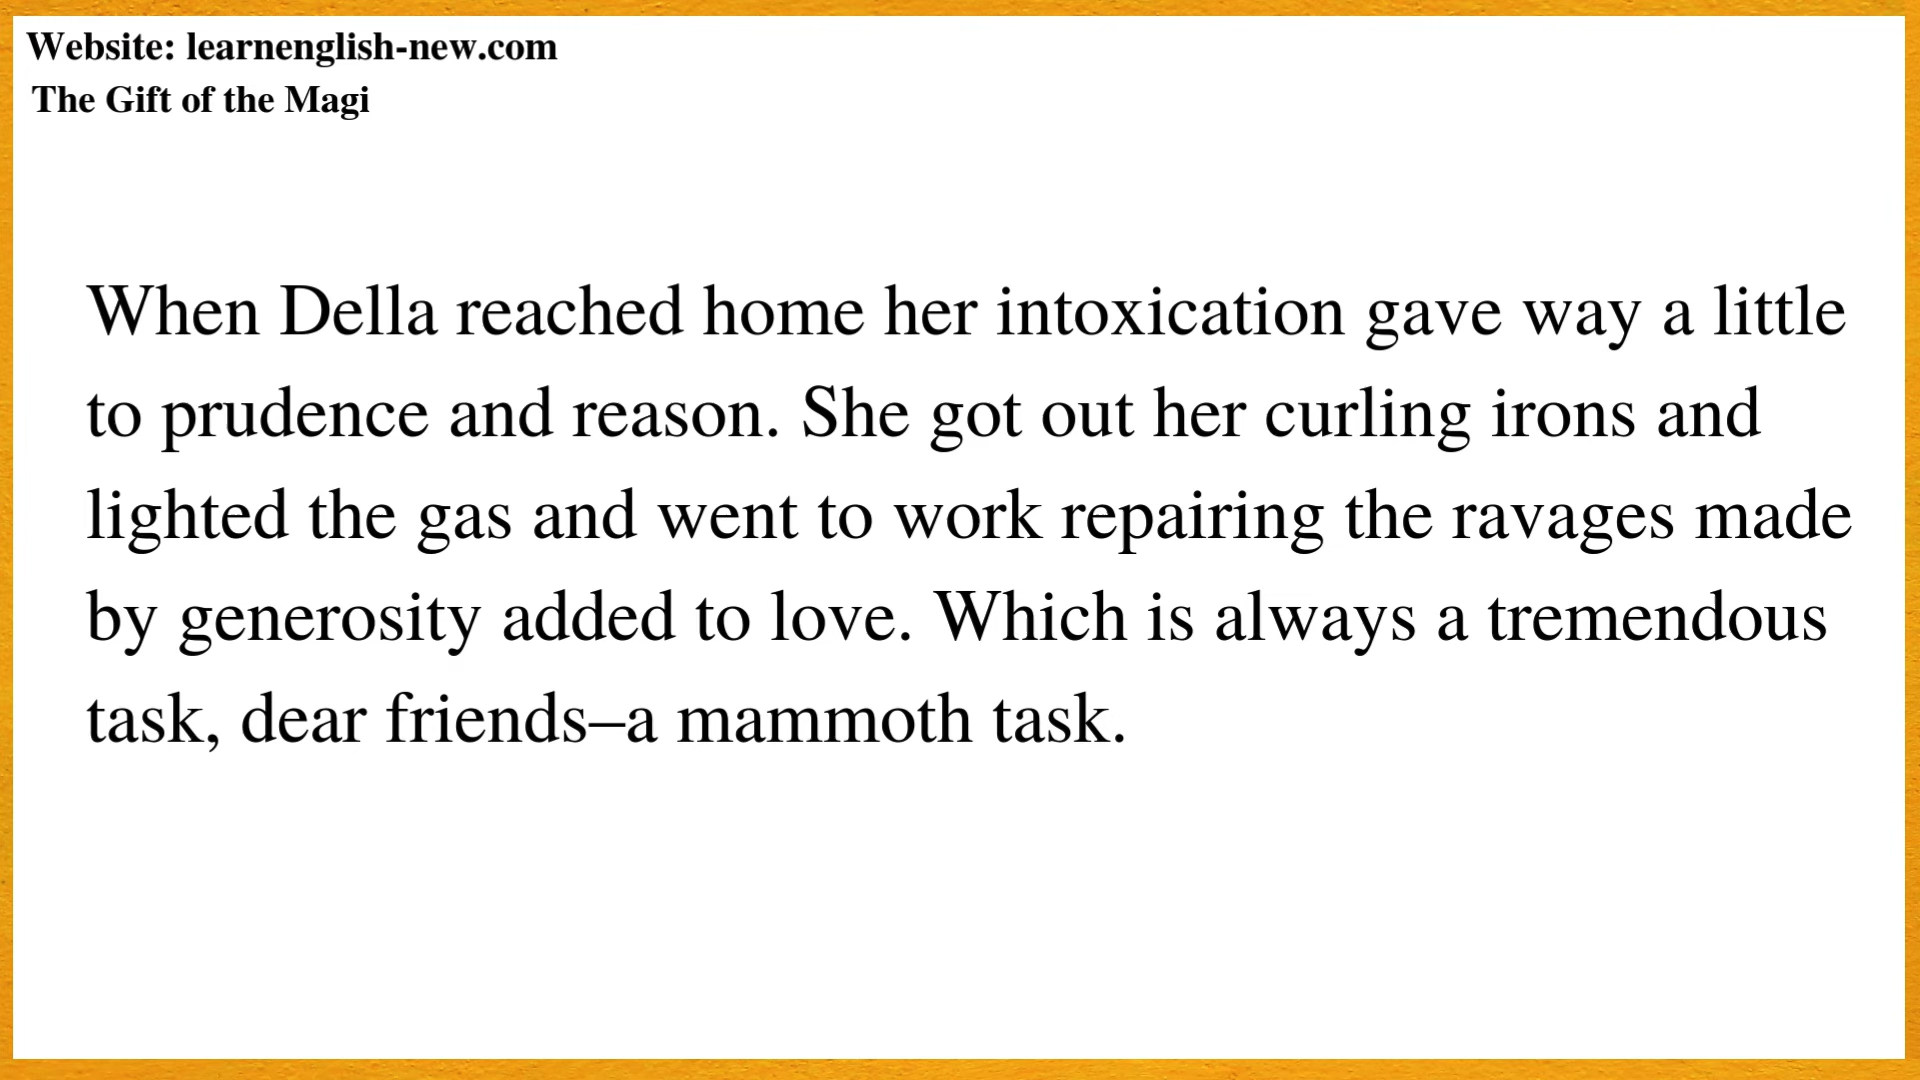 Website: learnenglish-new.com
The Gift of the Magi
When Della reached home her intoxication gave way a little
to prudence and reason. She got out her curling irons and
lighted the gas and went to work repairing the ravages made
by generosity added to love. Which is always a tremendous
task, dear friends–a mammoth task.